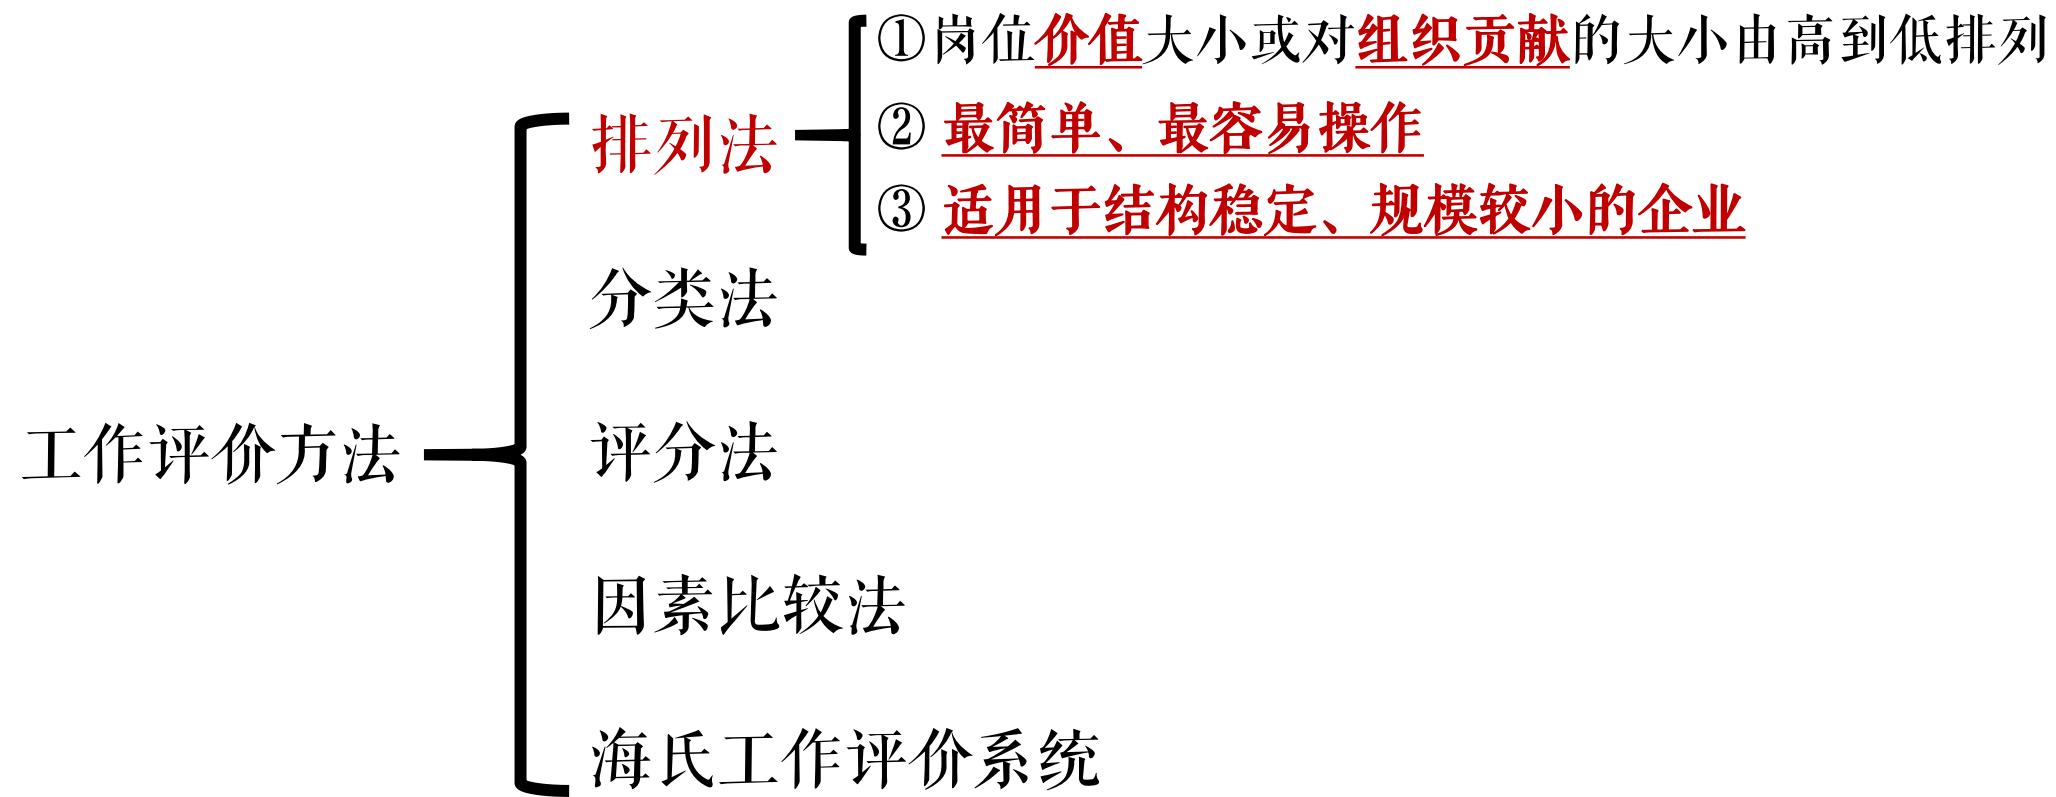 ①岗位价值大小或对组织贡献的大小由高到低排列
② 最简单、最容易操作
排列法
③ 适用于结构稳定、规模较小的企业
分类法
工作评价方法
评分法
因素比较法
海氏工作评价系统